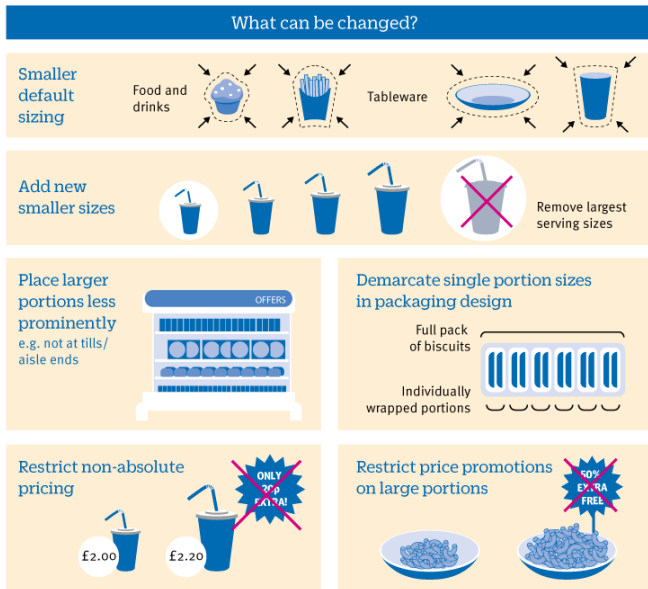 What can be changed?
Smaller
default
sizing
Food and
drinks
Tableware
Add new
smaller sizes
Remove largest
serving sizes
Place larger
portions less
prominently
e.g. not at tills/
aisle ends
OFFERS
Demarcate single portion sizes
in packaging design
Full pack
of biscuits
Individually
wrapped portions
Restrict non-absolute
pricing
£2.00
£2.20
ONLY
20p
EXTRA!
Restrict price promotions
on large portions
50%
EXTRA
FREE